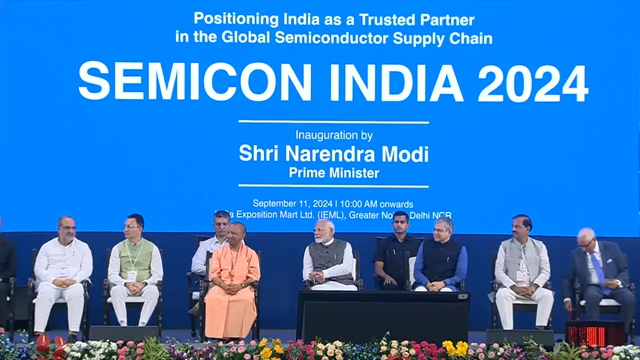 Positioning India as a Trusted Partner
in the Global Semiconductor Supply Chain
SEMICON INDIA 2024
Inauguration by
Shri Narendra Modi
Prime Minister
September 11, 2024 | 10:00 AM onwards
Exposition Mart Ltd. (IEML), Greater Delhi NCR